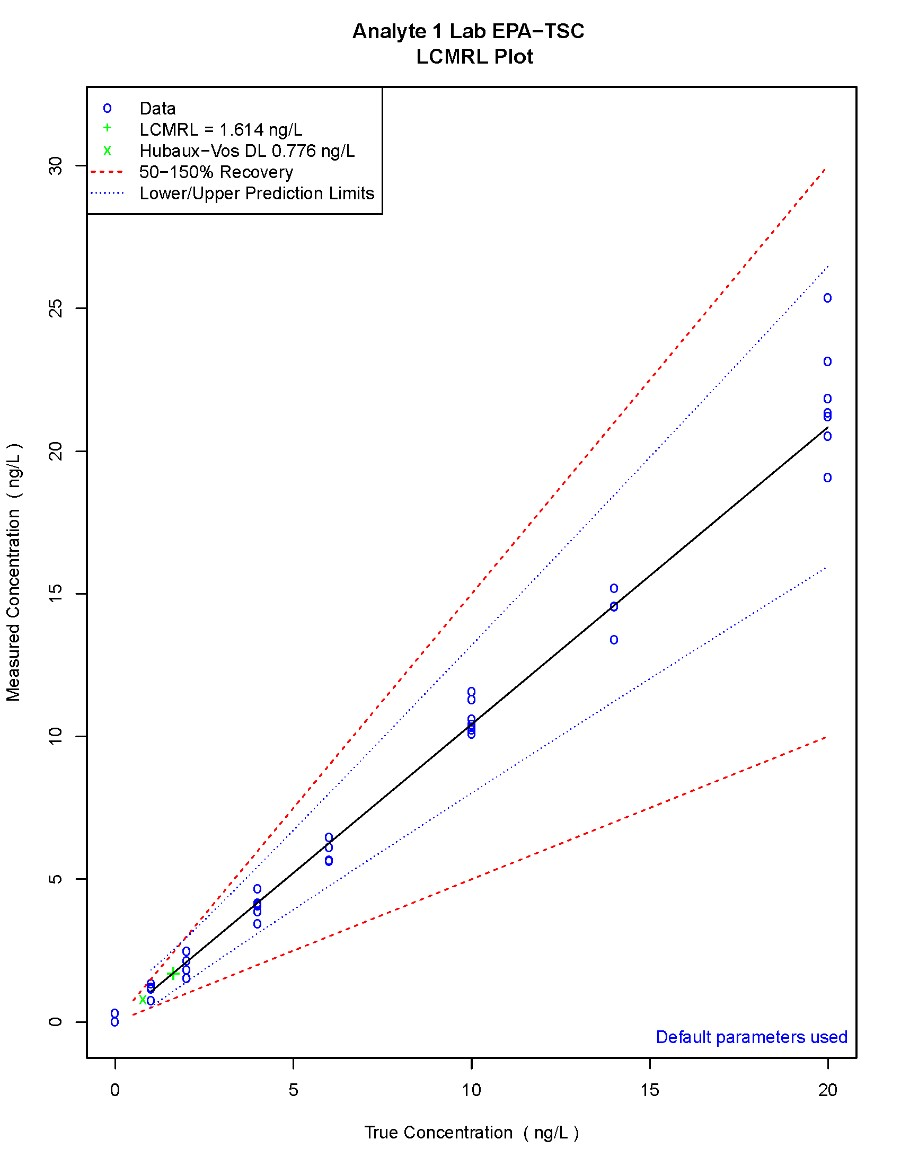 Analyte 1 Lab EPA−TSC
LCMRL Plot
Data
LCMRL = 1.614 ng/L
Hubaux−Vos DL 0.776 ng/L
50−150% Recovery
Lower/Upper Prediction Limits
30
25
20
15
10
5
0
Measured Concentration ( ng/L )
Default parameters used
0 5 10 15 20
True Concentration ( ng/L )